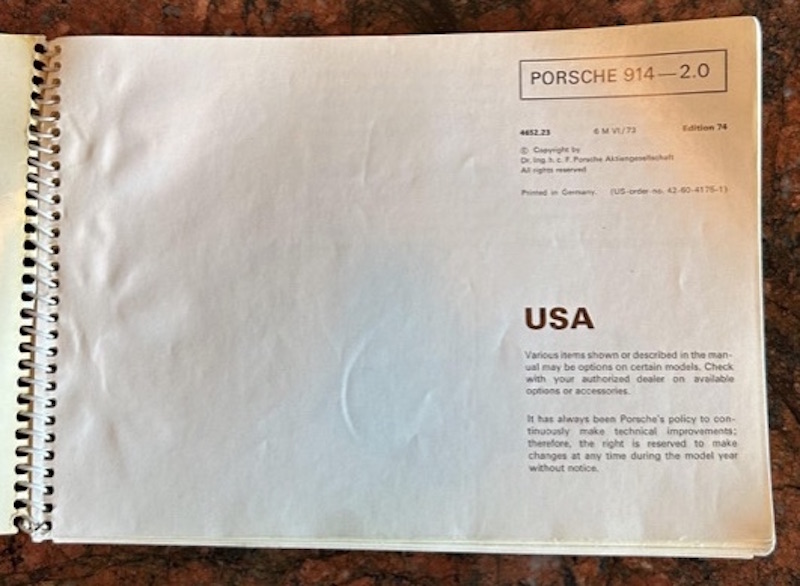 PORSCHE 914—2.0
4652.23 6 M VI/73 Edition 74
© Copyright by
Dr. Ing. h. c. F. Porsche Aktiengesellschaft
All rights reserved
Printed in Germany. (US-order no. 42-60-4176-1)
USA
Various items shown or described in the man-
ual may be options on certain models. Check
with your authorized dealer on available
options or accessories.
It has always been Porsche's policy to con-
tinuously make technical improvements;
therefore, the right is reserved to make
changes at any time during the model year
without notice.